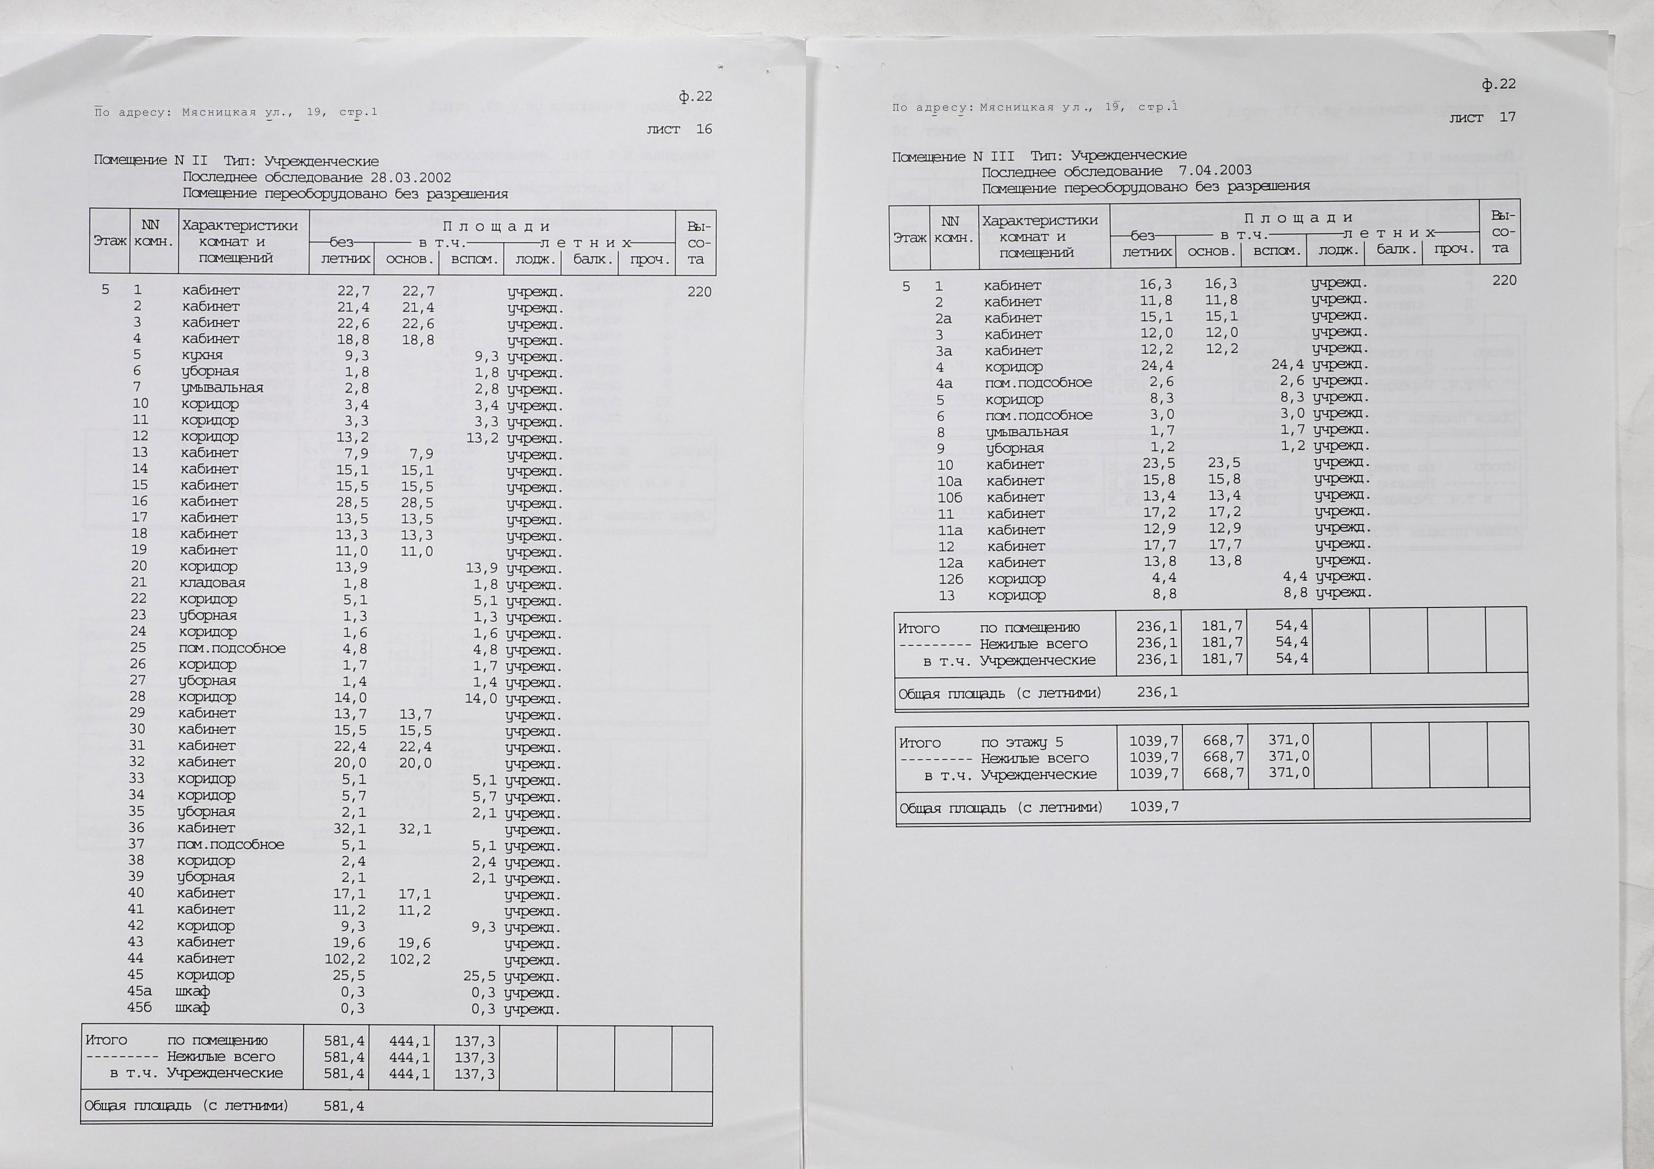 ф.22
По адресу: Мясницкая ул., 19, стр.1
лист 16
Помещение N II Тип: Учрежденческие
Последнее обследование 28.03.2002
Помещение переоборудовано без разрешения
Этаж NN комн. Характеристики комнат и помещений Площади Вы-со-та
без летних в т.ч. летних
основ. вспом. лодж. балк. проч.
5 1 кабинет 22,7 22,7 учрежд. 220
2 кабинет 21,4 21,4 учрежд.
3 кабинет 22,6 22,6 учрежд.
4 кабинет 18,8 18,8 учрежд.
5 кухня 9,3 9,3 учрежд.
6 уборная 1,8 1,8 учрежд.
7 умывальная 2,8 2,8 учрежд.
10 коридор 3,4 3,4 учрежд.
11 коридор 3,3 3,3 учрежд.
12 коридор 13,2 13,2 учрежд.
13 кабинет 7,9 7,9 учрежд.
14 кабинет 15,1 15,1 учрежд.
15 кабинет 15,5 15,5 учрежд.
16 кабинет 28,5 28,5 учрежд.
17 кабинет 13,5 13,5 учрежд.
18 кабинет 13,3 13,3 учрежд.
19 кабинет 11,0 11,0 учрежд.
20 коридор 13,9 13,9 учрежд.
21 кладовая 1,8 1,8 учрежд.
22 коридор 5,1 5,1 учрежд.
23 уборная 1,3 1,3 учрежд.
24 коридор 1,6 1,6 учрежд.
25 пом.подсобное 4,8 4,8 учрежд.
26 коридор 1,7 1,7 учрежд.
27 уборная 1,4 1,4 учрежд.
28 коридор 14,0 14,0 учрежд.
29 кабинет 13,7 13,7 учрежд.
30 кабинет 15,5 15,5 учрежд.
31 кабинет 22,4 22,4 учрежд.
32 кабинет 20,0 20,0 учрежд.
33 коридор 5,1 5,1 учрежд.
34 коридор 5,7 5,7 учрежд.
35 уборная 2,1 2,1 учрежд.
36 кабинет 32,1 32,1 учрежд.
37 пом.подсобное 5,1 5,1 учрежд.
38 коридор 2,4 2,4 учрежд.
39 уборная 2,1 2,1 учрежд.
40 кабинет 17,1 17,1 учрежд.
41 кабинет 11,2 11,2 учрежд.
42 коридор 9,3 9,3 учрежд.
43 кабинет 19,6 19,6 учрежд.
44 кабинет 102,2 102,2 учрежд.
45 коридор 25,5 25,5 учрежд.
45а шкаф 0,3 0,3 учрежд.
45б шкаф 0,3 0,3 учрежд.
Итого по помещению 581,4 444,1 137,3
--------- Нежилые всего 581,4 444,1 137,3
в т.ч. Учрежденческие 581,4 444,1 137,3
Общая площадь (с летними) 581,4
ф.22
По адресу: Мясницкая ул., 19, стр.1
лист 17
Помещение N III Тип: Учрежденческие
Последнее обследование 7.04.2003
Помещение переоборудовано без разрешения
Этаж NN комн. Характеристики комнат и помещений Площади Вы-со-та
без летних в т.ч. летних
основ. вспом. лодж. балк. проч.
5 1 кабинет 16,3 16,3 учрежд. 220
2 кабинет 11,8 11,8 учрежд.
2а кабинет 15,1 15,1 учрежд.
3 кабинет 12,0 12,0 учрежд.
3а кабинет 12,2 12,2 учрежд.
4 коридор 24,4 24,4 учрежд.
4а пом.подсобное 2,6 2,6 учрежд.
5 коридор 8,3 8,3 учрежд.
6 пом.подсобное 3,0 3,0 учрежд.
8 умывальная 1,7 1,7 учрежд.
9 уборная 1,2 1,2 учрежд.
10 кабинет 23,5 23,5 учрежд.
10а кабинет 15,8 15,8 учрежд.
10б кабинет 13,4 13,4 учрежд.
11 кабинет 17,2 17,2 учрежд.
11а кабинет 12,9 12,9 учрежд.
12 кабинет 17,7 17,7 учрежд.
12а кабинет 13,8 13,8 учрежд.
12б коридор 4,4 4,4 учрежд.
13 коридор 8,8 8,8 учрежд.
Итого по помещению 236,1 181,7 54,4
--------- Нежилые всего 236,1 181,7 54,4
в т.ч. Учрежденческие 236,1 181,7 54,4
Общая площадь (с летними) 236,1
Итого по этажу 5 1039,7 668,7 371,0
--------- Нежилые всего 1039,7 668,7 371,0
в т.ч. Учрежденческие 1039,7 668,7 371,0
Общая площадь (с летними) 1039,7